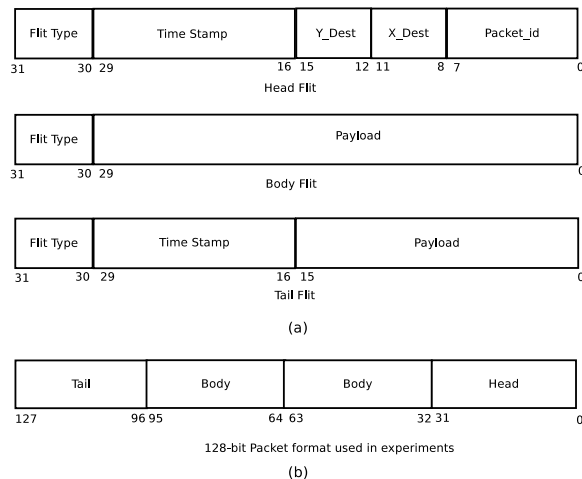 Flit Type Time Stamp Y_Dest X_Dest Packet_id
31 30 29 16 15 12 11 8 7 0
Head Flit
Flit Type Payload
31 30 29 0
Body Flit
Flit Type Time Stamp Payload
31 30 29 16 15 0
Tail Flit
(a)
Tail Body Body Head
127 96 95 64 63 32 31 0
128-bit Packet format used in experiments
(b)